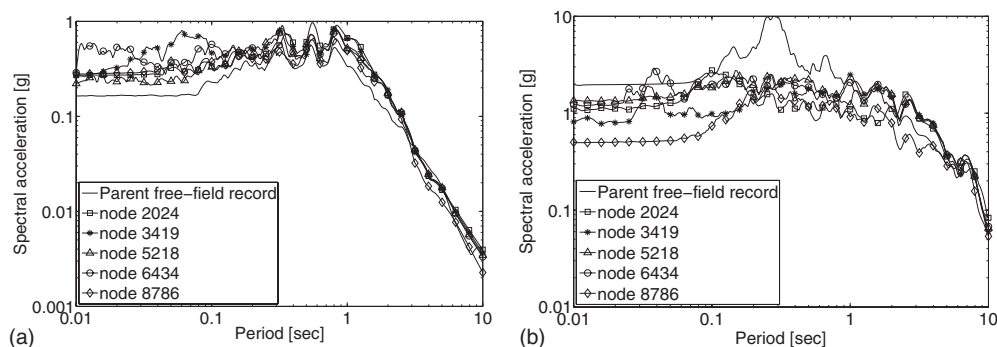 1
0.1
0.01
0.001
0.01
0.1
1
10
Spectral acceleration [g]
Period [sec]
Parent free−field record
node 2024
node 3419
node 5218
node 6434
node 8786
(a)
10
1
0.1
0.01
0.01
0.1
1
10
Spectral acceleration [g]
Period [sec]
Parent free−field record
node 2024
node 3419
node 5218
node 6434
node 8786
(b)